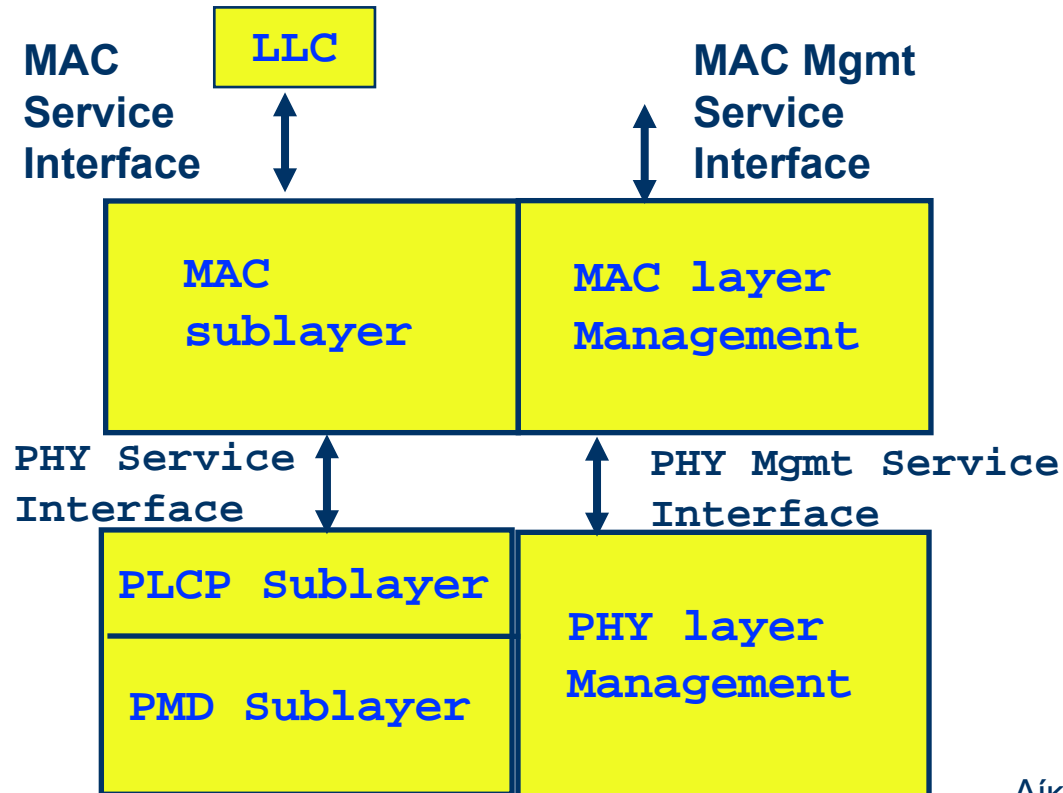 MAC
Service
Interface
LLC
MAC Mgmt
Service
Interface
MAC
sublayer
MAC layer
Management
PHY Service
Interface
PHY Mgmt Service
Interface
PLCP Sublayer
PMD Sublayer
PHY layer
Management